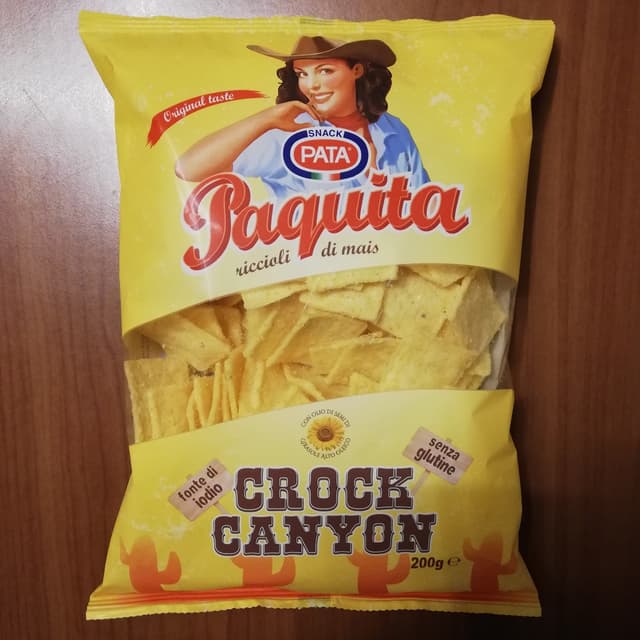 Original taste
SNACK
PATA®
Paquita
riccioli di mais
CON OLIO DI SEMI DI
GIRASOLE ALTO OLEICO
fonte di
iodio
senza
glutine
CROCK
CANYON
200g ℮